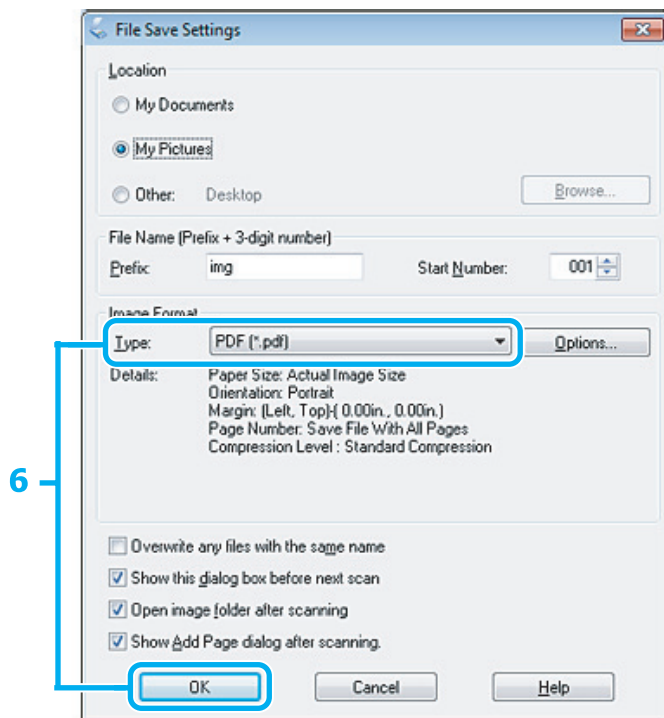 File Save Settings
Location
My Documents
My Pictures
Other: Desktop Browse...
File Name (Prefix + 3-digit number)
Prefix: img Start Number: 001
Image Format
Type: PDF (*.pdf) Options...
Details: Paper Size: Actual Image Size
Orientation: Portrait
Margin: (Left, Top)-( 0.00in., 0.00in.)
Page Number: Save File With All Pages
Compression Level : Standard Compression
6
Overwrite any files with the same name
Show this dialog box before next scan
Open image folder after scanning
Show Add Page dialog after scanning.
OK Cancel Help